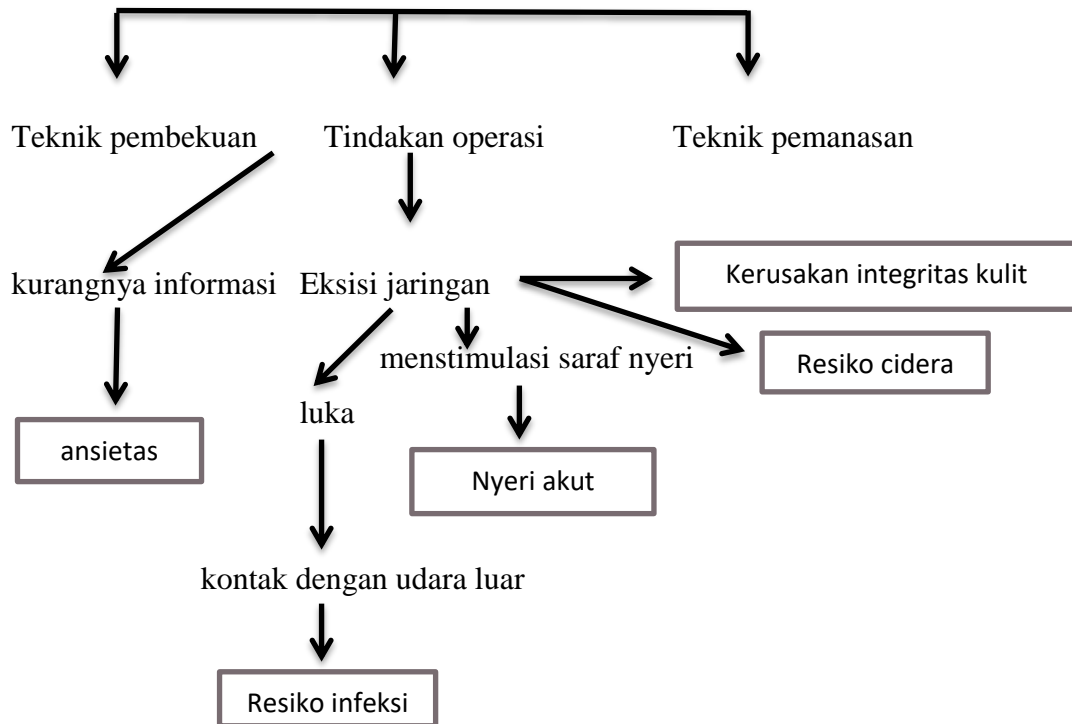 Teknik pembekuan
Tindakan operasi
Teknik pemanasan
kurangnya informasi
Eksisi jaringan
Kerusakan integritas kulit
menstimulasi saraf nyeri
Resiko cidera
luka
ansietas
Nyeri akut
kontak dengan udara luar
Resiko infeksi